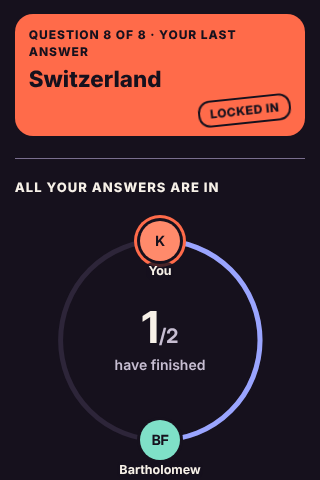 QUESTION 8 OF 8 · YOUR LAST
ANSWER
Switzerland
LOCKED IN
ALL YOUR ANSWERS ARE IN
K
You
1/2
have finished
BF
Bartholomew